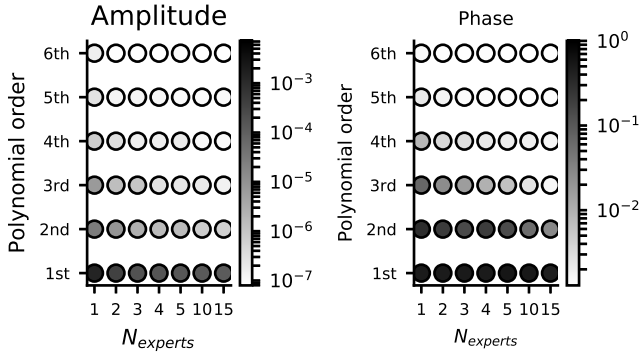 Amplitude
Polynomial order
6th
5th
4th
3rd
2nd
1st
1 2 3 4 5 10 15
N_experts
10⁻³
10⁻⁴
10⁻⁵
10⁻⁶
10⁻⁷
Phase
Polynomial order
6th
5th
4th
3rd
2nd
1st
1 2 3 4 5 10 15
N_experts
10⁰
10⁻¹
10⁻²